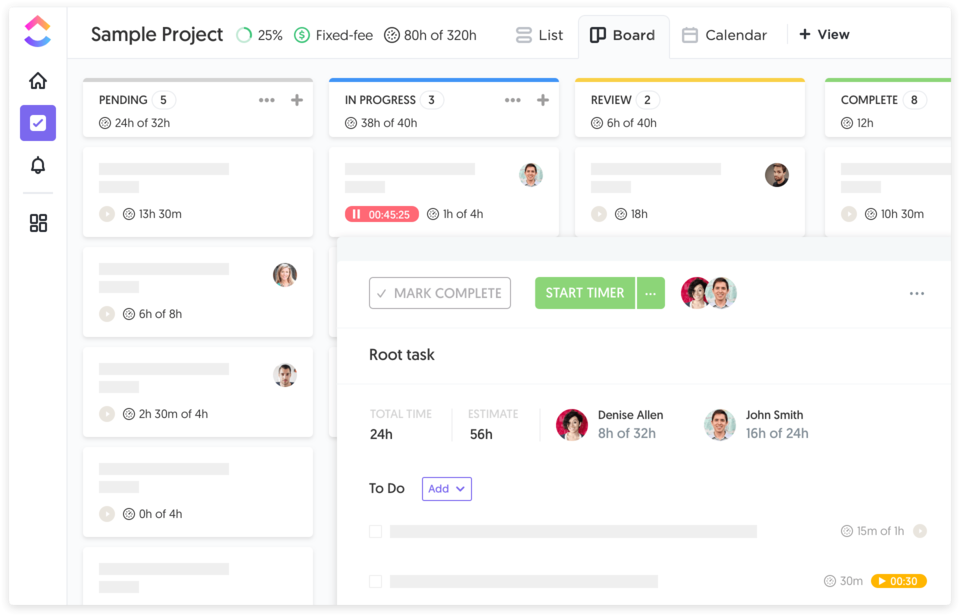 Sample Project 25% $ Fixed-fee 80h of 320h List Board Calendar + View
PENDING 5 ••• +
24h of 32h
IN PROGRESS 3 ••• +
38h of 40h
REVIEW 2
6h of 40h
COMPLETE 8
12h
13h 30m
00:45:25 1h of 4h
18h
10h 30m
6h of 8h
2h 30m of 4h
0h of 4h
MARK COMPLETE START TIMER ... ...
Root task
TOTAL TIME
24h
ESTIMATE
56h
Denise Allen
8h of 32h
John Smith
16h of 24h
To Do Add
15m of 1h
30m 00:30